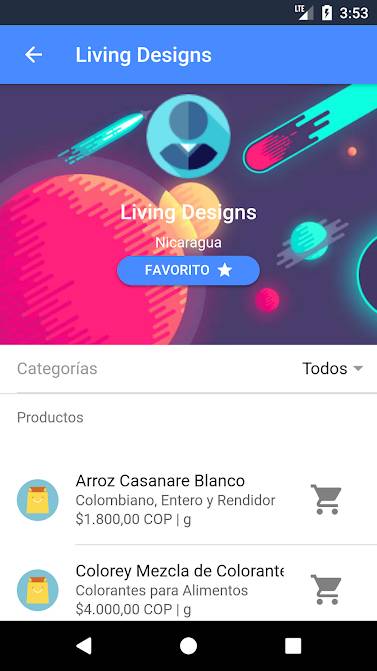 LTE 3:53
Living Designs
Living Designs
Nicaragua
FAVORITO
Categorías Todos
Productos
Arroz Casanare Blanco
Colombiano, Entero y Rendidor
$1.800,00 COP | g
Colorey Mezcla de Colorante
Colorantes para Alimentos
$4.000,00 COP | g